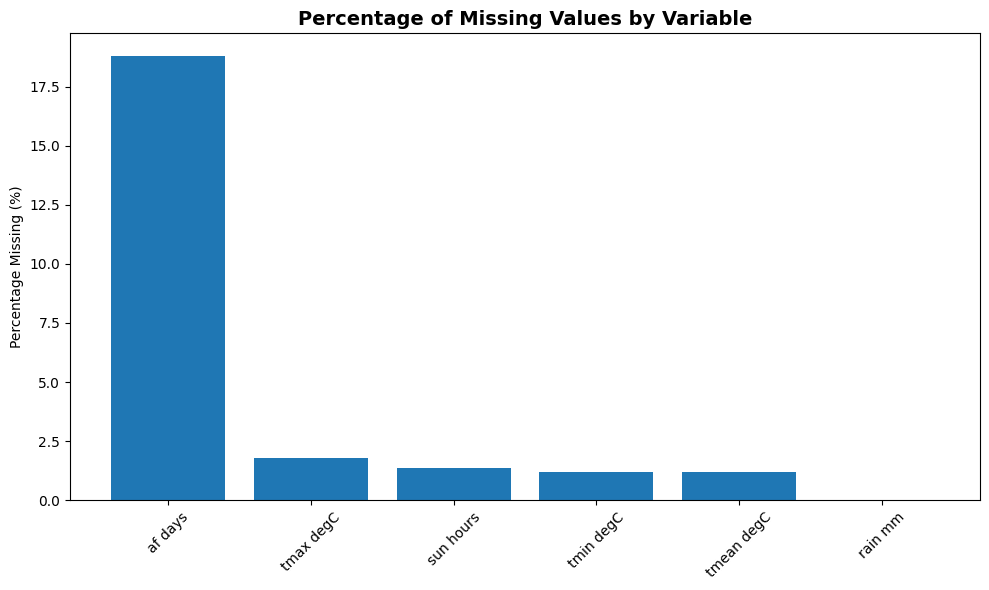 Percentage of Missing Values by Variable
Percentage Missing (%)
17.5
15.0
12.5
10.0
7.5
5.0
2.5
0.0
af days
tmax degC
sun hours
tmin degC
tmean degC
rain mm